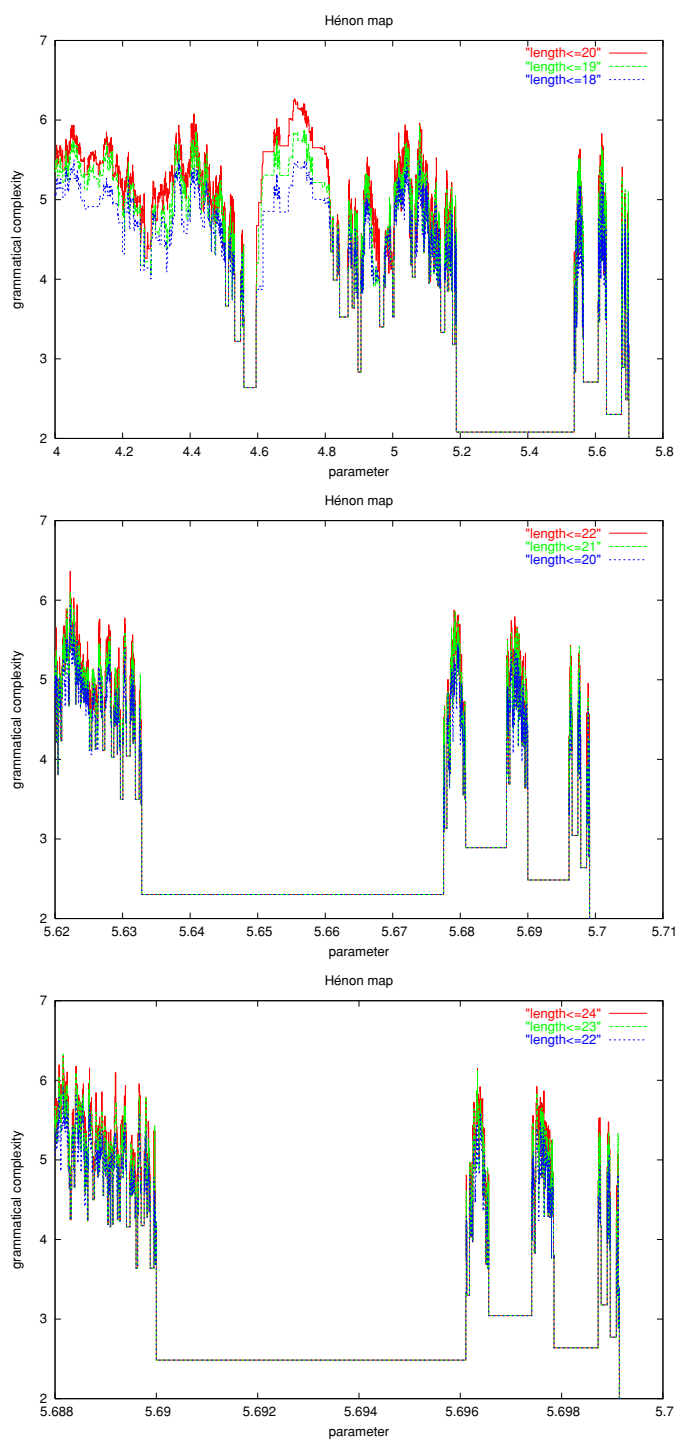 Hénon map
7
"length<=20"
"length<=19"
"length<=18"
6
5
4
3
2
grammatical complexity
4 4.2 4.4 4.6 4.8 5 5.2 5.4 5.6 5.8
parameter
Hénon map
7
"length<=22"
"length<=21"
"length<=20"
6
5
4
3
2
grammatical complexity
5.62 5.63 5.64 5.65 5.66 5.67 5.68 5.69 5.7 5.71
parameter
Hénon map
7
"length<=24"
"length<=23"
"length<=22"
6
5
4
3
2
grammatical complexity
5.688 5.69 5.692 5.694 5.696 5.698 5.7
parameter